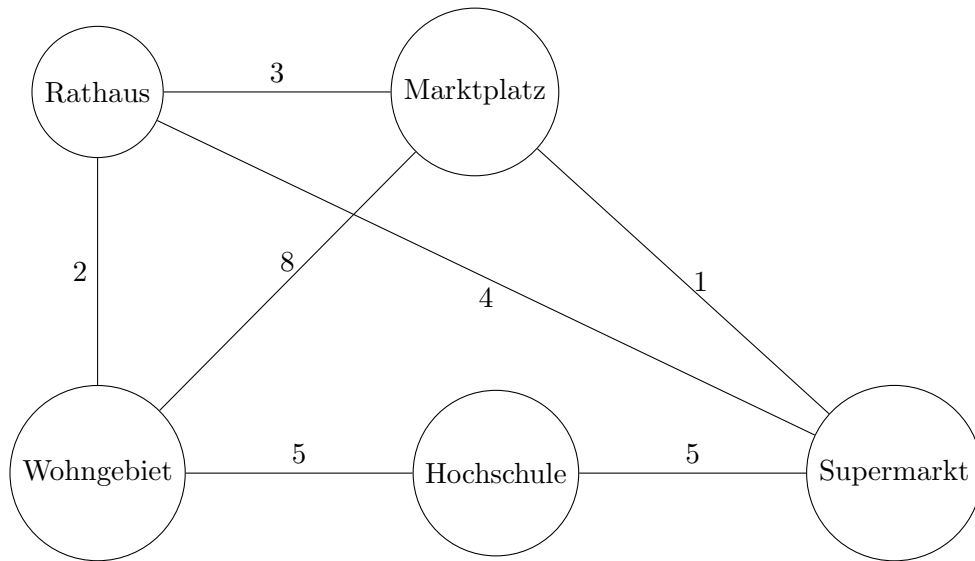 3
Rathaus
Marktplatz
2
8
1
4
5
5
Wohngebiet
Hochschule
Supermarkt